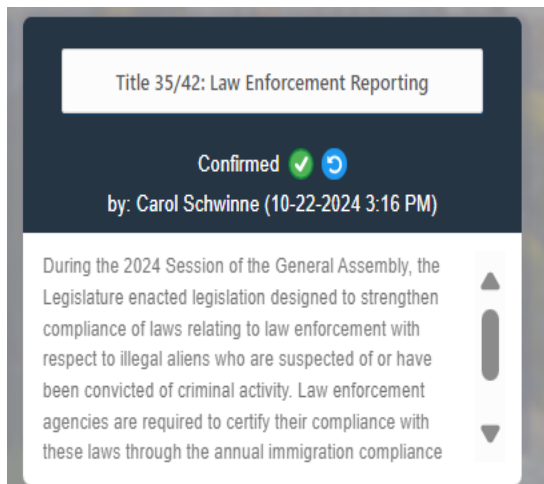 Title 35/42: Law Enforcement Reporting
Confirmed
by: Carol Schwinne (10-22-2024 3:16 PM)
During the 2024 Session of the General Assembly, the
Legislature enacted legislation designed to strengthen
compliance of laws relating to law enforcement with
respect to illegal aliens who are suspected of or have
been convicted of criminal activity. Law enforcement
agencies are required to certify their compliance with
these laws through the annual immigration compliance